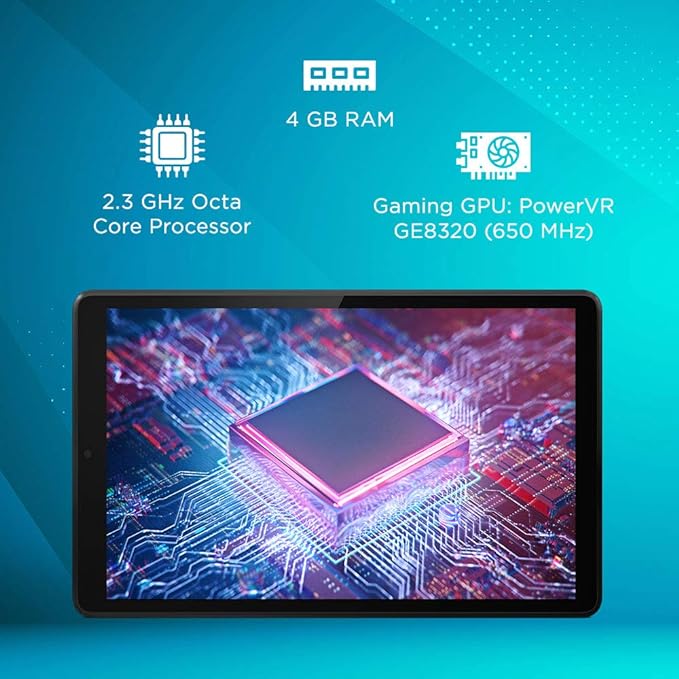 4 GB RAM
2.3 GHz Octa
Core Processor
Gaming GPU: PowerVR
GE8320 (650 MHz)